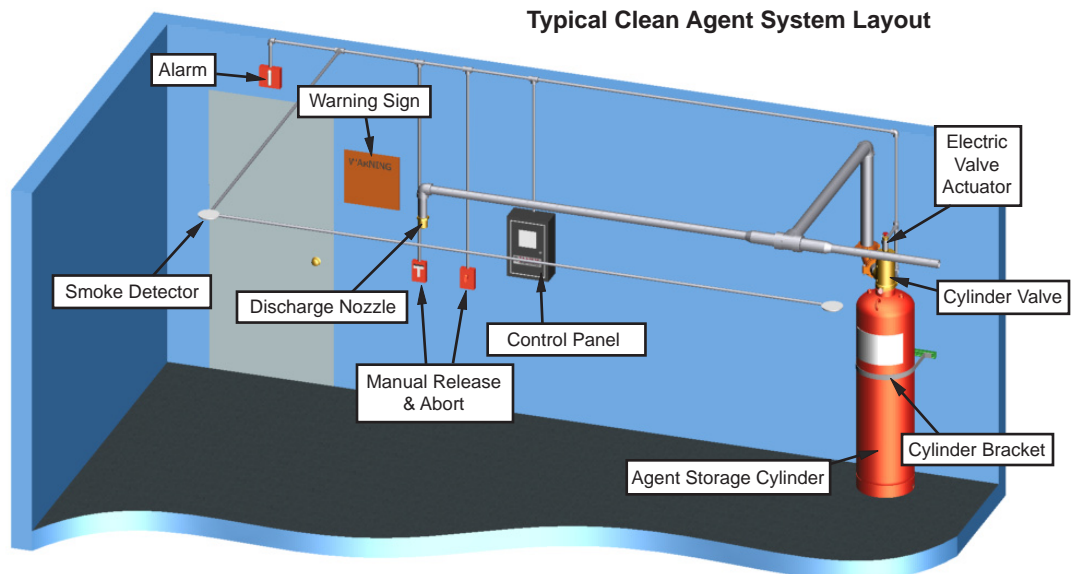 Typical Clean Agent System Layout
Alarm
Warning Sign
WARNING
Electric
Valve
Actuator
Smoke Detector
Discharge Nozzle
Control Panel
Cylinder Valve
Manual Release
& Abort
Cylinder Bracket
Agent Storage Cylinder